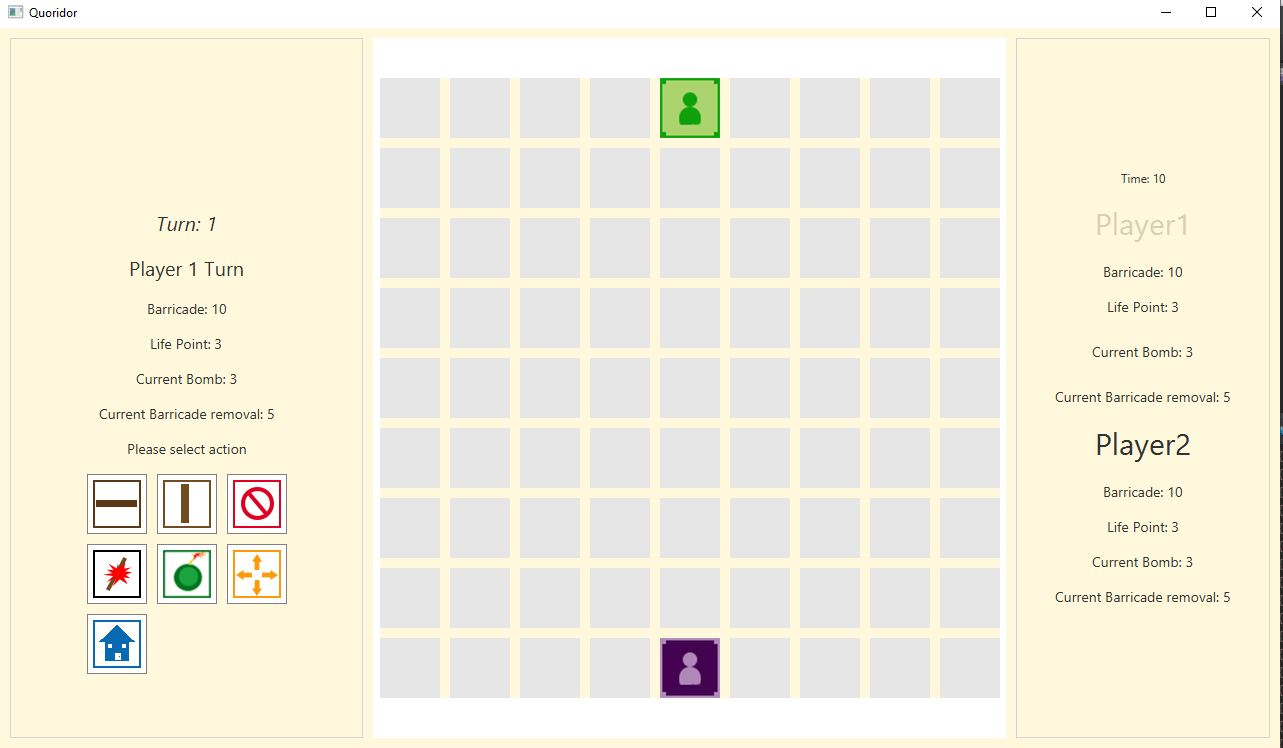 Quoridor
Turn: 1
Player 1 Turn
Barricade: 10
Life Point: 3
Current Bomb: 3
Current Barricade removal: 5
Please select action
Time: 10
Player1
Barricade: 10
Life Point: 3
Current Bomb: 3
Current Barricade removal: 5
Player2
Barricade: 10
Life Point: 3
Current Bomb: 3
Current Barricade removal: 5